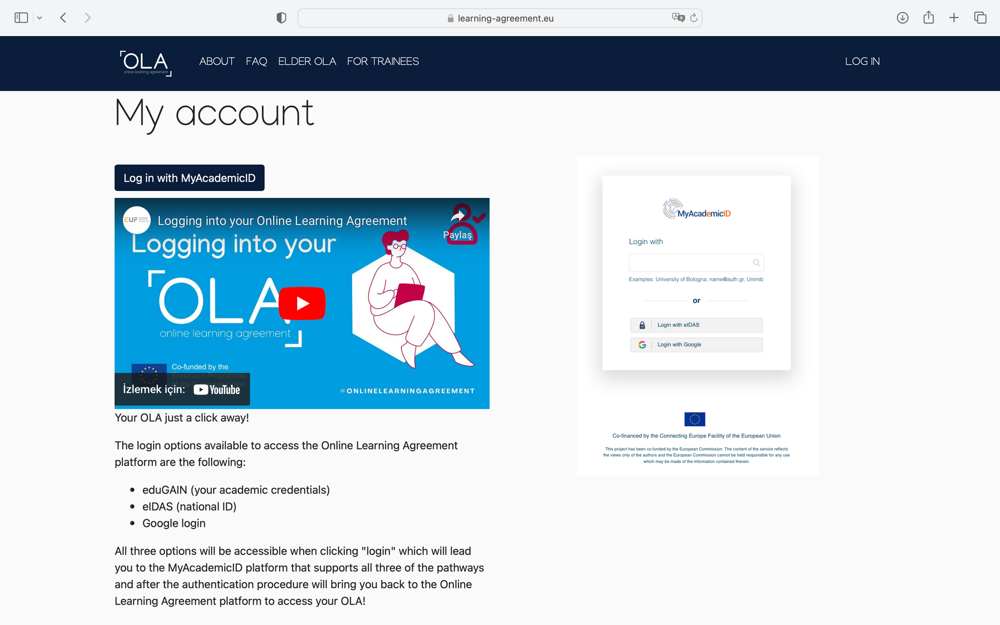 learning-agreement.eu
OLA
online learning agreement
ABOUT FAQ ELDER OLA FOR TRAINEES
LOG IN
My account
Log in with MyAcademicID
EUF
Logging into your Online Learning Agreement
Paylaş
Logging into your
OLA
online learning agreement
Co-funded by the
Erasmus+ Programme
of the European Union
İzlemek için: YouTube
#ONLINELEARNINGAGREEMENT
Your OLA just a click away!
The login options available to access the Online Learning Agreement
platform are the following:
• eduGAIN (your academic credentials)
• eIDAS (national ID)
• Google login
All three options will be accessible when clicking "login" which will lead
you to the MyAcademicID platform that supports all three of the pathways
and after the authentication procedure will bring you back to the Online
Learning Agreement platform to access your OLA!
MyAcademicID
Login with
Examples: University of Bologna, name@auth.gr, Unimib
or
Login with eIDAS
Login with Google
Co-financed by the Connecting Europe Facility of the European Union
This project has been co-funded by the European Commission. The content of the service reflects
the views only of the authors and the European Commission cannot be held responsible for any use
which may be made of the information contained therein.